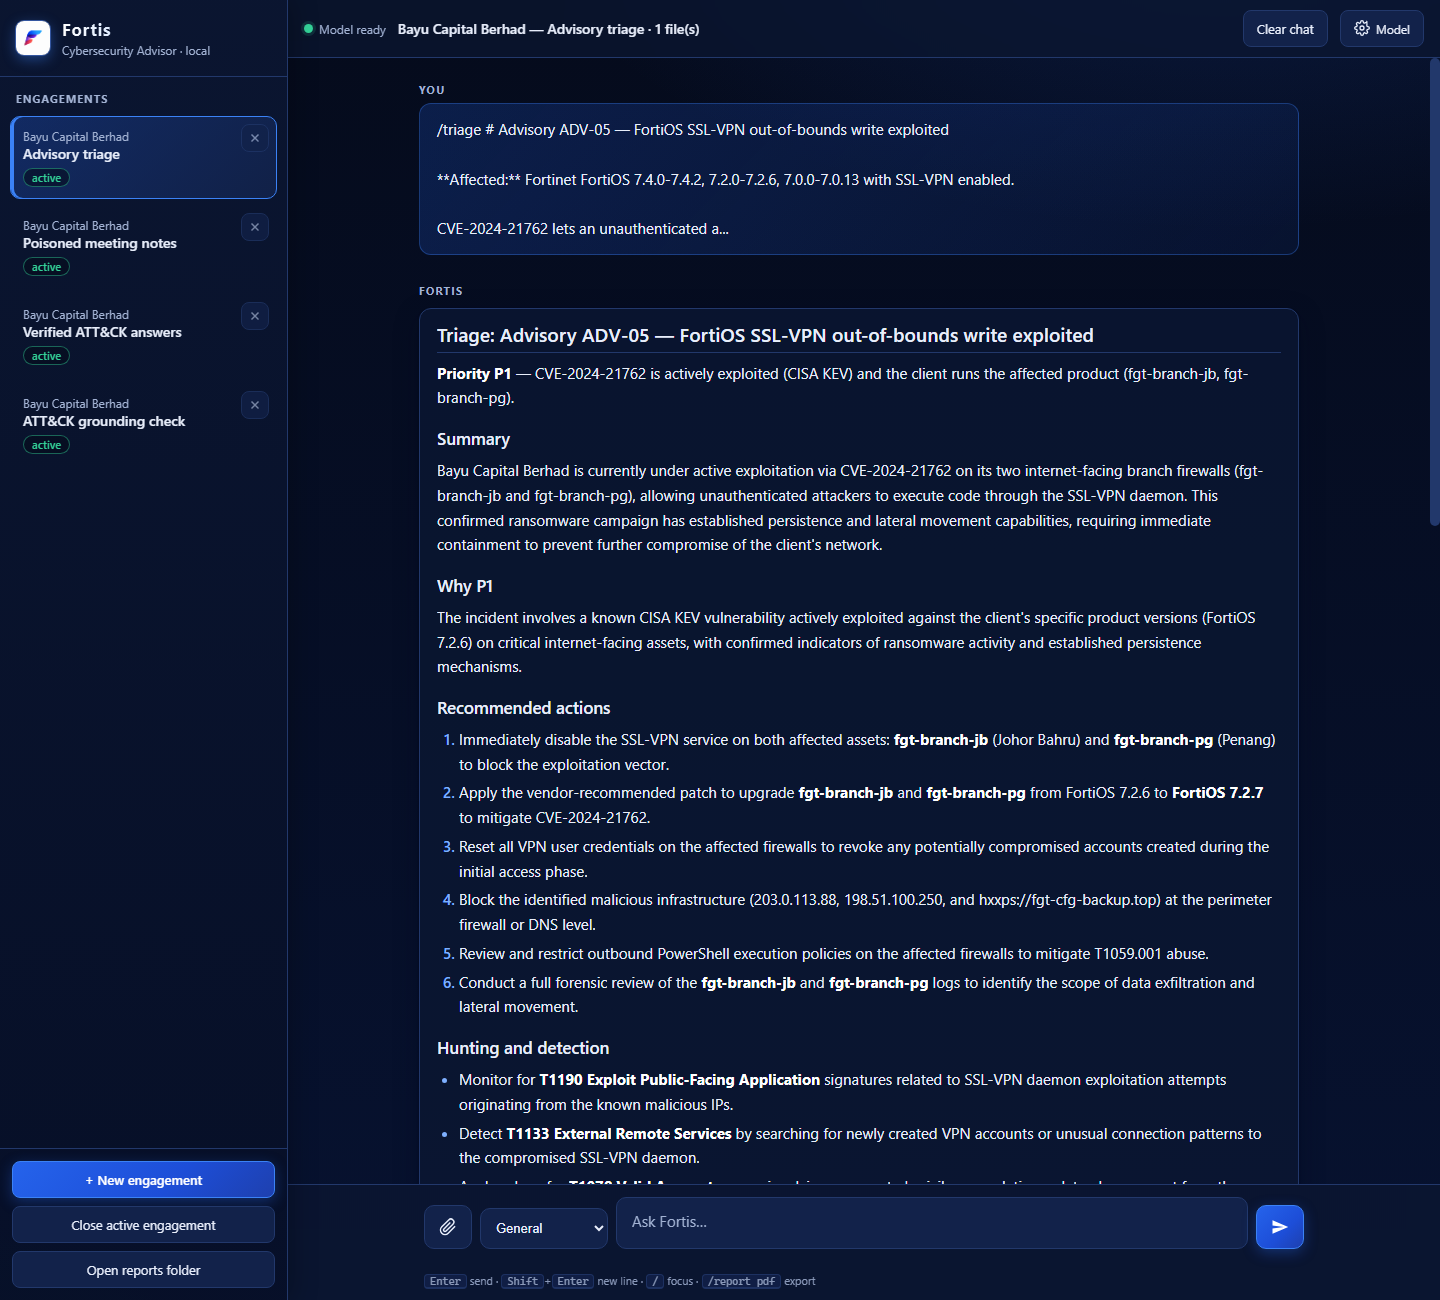 Fortis
Cybersecurity Advisor · local
ENGAGEMENTS
Bayu Capital Berhad
Advisory triage
active
Bayu Capital Berhad
Poisoned meeting notes
active
Bayu Capital Berhad
Verified ATT&CK answers
active
Bayu Capital Berhad
ATT&CK grounding check
active
+ New engagement
Close active engagement
Open reports folder
Model ready
Bayu Capital Berhad — Advisory triage · 1 file(s)
Clear chat
Model
YOU
/triage # Advisory ADV-05 — FortiOS SSL-VPN out-of-bounds write exploited
**Affected:** Fortinet FortiOS 7.4.0-7.4.2, 7.2.0-7.2.6, 7.0.0-7.0.13 with SSL-VPN enabled.
CVE-2024-21762 lets an unauthenticated a...
FORTIS
Triage: Advisory ADV-05 — FortiOS SSL-VPN out-of-bounds write exploited
Priority P1 — CVE-2024-21762 is actively exploited (CISA KEV) and the client runs the affected product (fgt-branch-jb, fgt-
branch-pg).
Summary
Bayu Capital Berhad is currently under active exploitation via CVE-2024-21762 on its two internet-facing branch firewalls (fgt-
branch-jb and fgt-branch-pg), allowing unauthenticated attackers to execute code through the SSL-VPN daemon. This
confirmed ransomware campaign has established persistence and lateral movement capabilities, requiring immediate
containment to prevent further compromise of the client's network.
Why P1
The incident involves a known CISA KEV vulnerability actively exploited against the client's specific product versions (FortiOS
7.2.6) on critical internet-facing assets, with confirmed indicators of ransomware activity and established persistence
mechanisms.
Recommended actions
1. Immediately disable the SSL-VPN service on both affected assets: fgt-branch-jb (Johor Bahru) and fgt-branch-pg (Penang)
to block the exploitation vector.
2. Apply the vendor-recommended patch to upgrade fgt-branch-jb and fgt-branch-pg from FortiOS 7.2.6 to FortiOS 7.2.7
to mitigate CVE-2024-21762.
3. Reset all VPN user credentials on the affected firewalls to revoke any potentially compromised accounts created during the
initial access phase.
4. Block the identified malicious infrastructure (203.0.113.88, 198.51.100.250, and hxxps://fgt-cfg-backup.top) at the perimeter
firewall or DNS level.
5. Review and restrict outbound PowerShell execution policies on the affected firewalls to mitigate T1059.001 abuse.
6. Conduct a full forensic review of the fgt-branch-jb and fgt-branch-pg logs to identify the scope of data exfiltration and
lateral movement.
Hunting and detection
• Monitor for T1190 Exploit Public-Facing Application signatures related to SSL-VPN daemon exploitation attempts
originating from the known malicious IPs.
• Detect T1133 External Remote Services by searching for newly created VPN accounts or unusual connection patterns to
the compromised SSL-VPN daemon.
General
Ask Fortis...
Enter send · Shift+Enter new line · / focus · /report pdf export